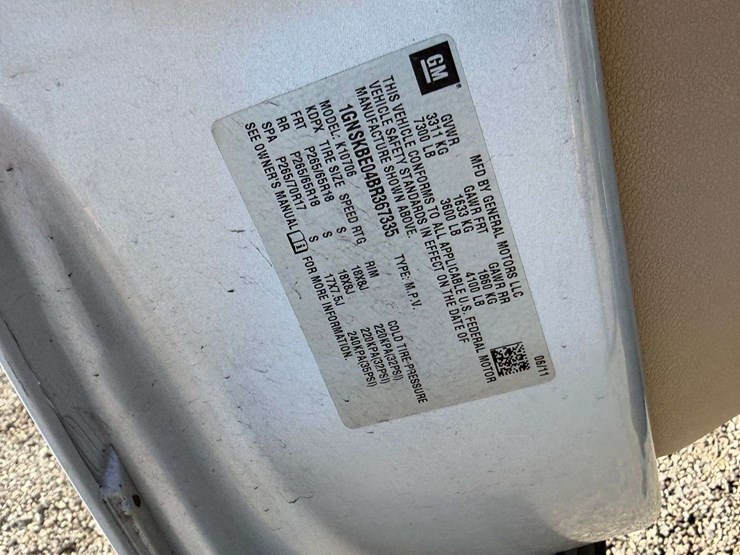 GM
MFD BY GENERAL MOTORS LLC 06/11
GVWR GAWR FRT GAWR RR
3311 KG 1633 KG 1860 KG
7300 LB 3600 LB 4100 LB
THIS VEHICLE CONFORMS TO ALL APPLICABLE U.S. FEDERAL MOTOR
VEHICLE SAFETY STANDARDS IN EFFECT ON THE DATE OF
MANUFACTURE SHOWN ABOVE.
1GNSKBE04BR367335 TYPE: M.P.V.
MODEL: K10706
KDPX TIRE SIZE SPEED RTG RIM COLD TIRE PRESSURE
FRT P265/65R18 S 18X8J 220KPA(32PSI)
RR P265/65R18 S 18X8J 220KPA(32PSI)
SPA P265/70R17 S 17X7.5J 240KPA(35PSI)
SEE OWNER'S MANUAL FOR MORE INFORMATION.